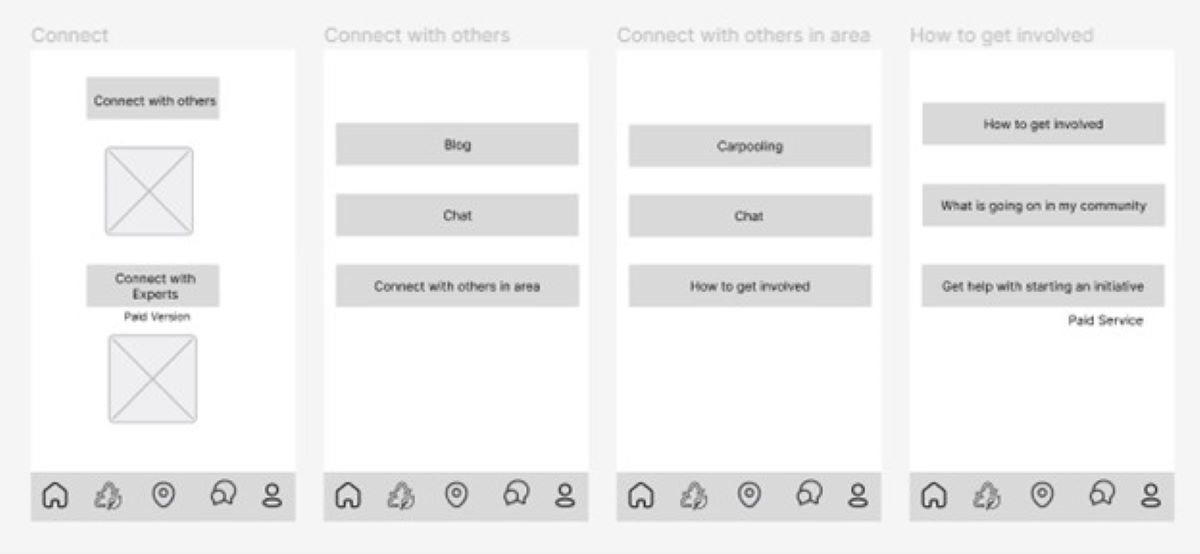 Connect
Connect with others
Connect with
Experts
Paid Version
Connect with others
Blog
Chat
Connect with others in area
Connect with others in area
Carpooling
Chat
How to get involved
How to get involved
How to get involved
What is going on in my community
Get help with starting an initiative
Paid Service